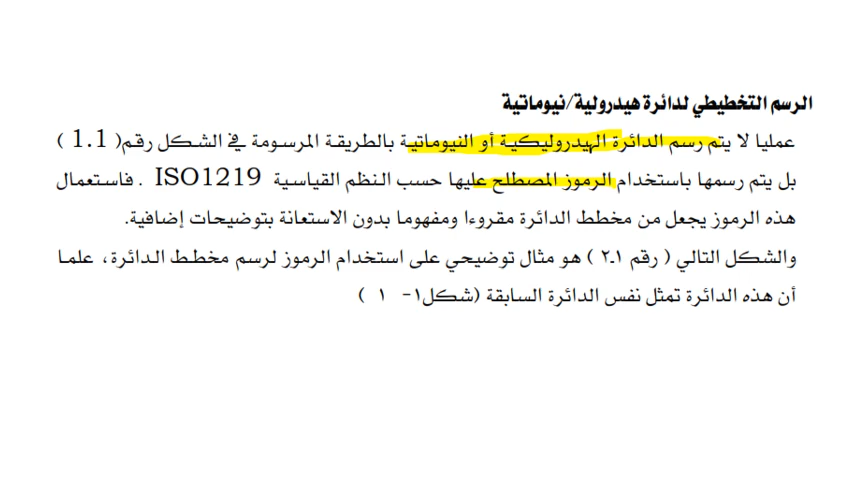 الرسم التخطيطي لدائرة هيدرولية/نيوماتية
عمليا لا يتم رسم الدائرة الهيدروليكية أو النيوماتية بالطريقة المرسومة في الشكل رقم( 1.1 )
بل يتم رسمها باستخدام الرموز المصطلح عليها حسب النظم القياسية ISO1219 . فاستعمال
هذه الرموز يجعل من مخطط الدائرة مقروءا ومفهوما بدون الاستعانة بتوضيحات إضافية.
والشكل التالي ( رقم ١ـ٢ ) هو مثال توضيحي على استخدام الرموز لرسم مخطط الدائرة، علما
أن هذه الدائرة تمثل نفس الدائرة السابقة (شكل١- ١ )